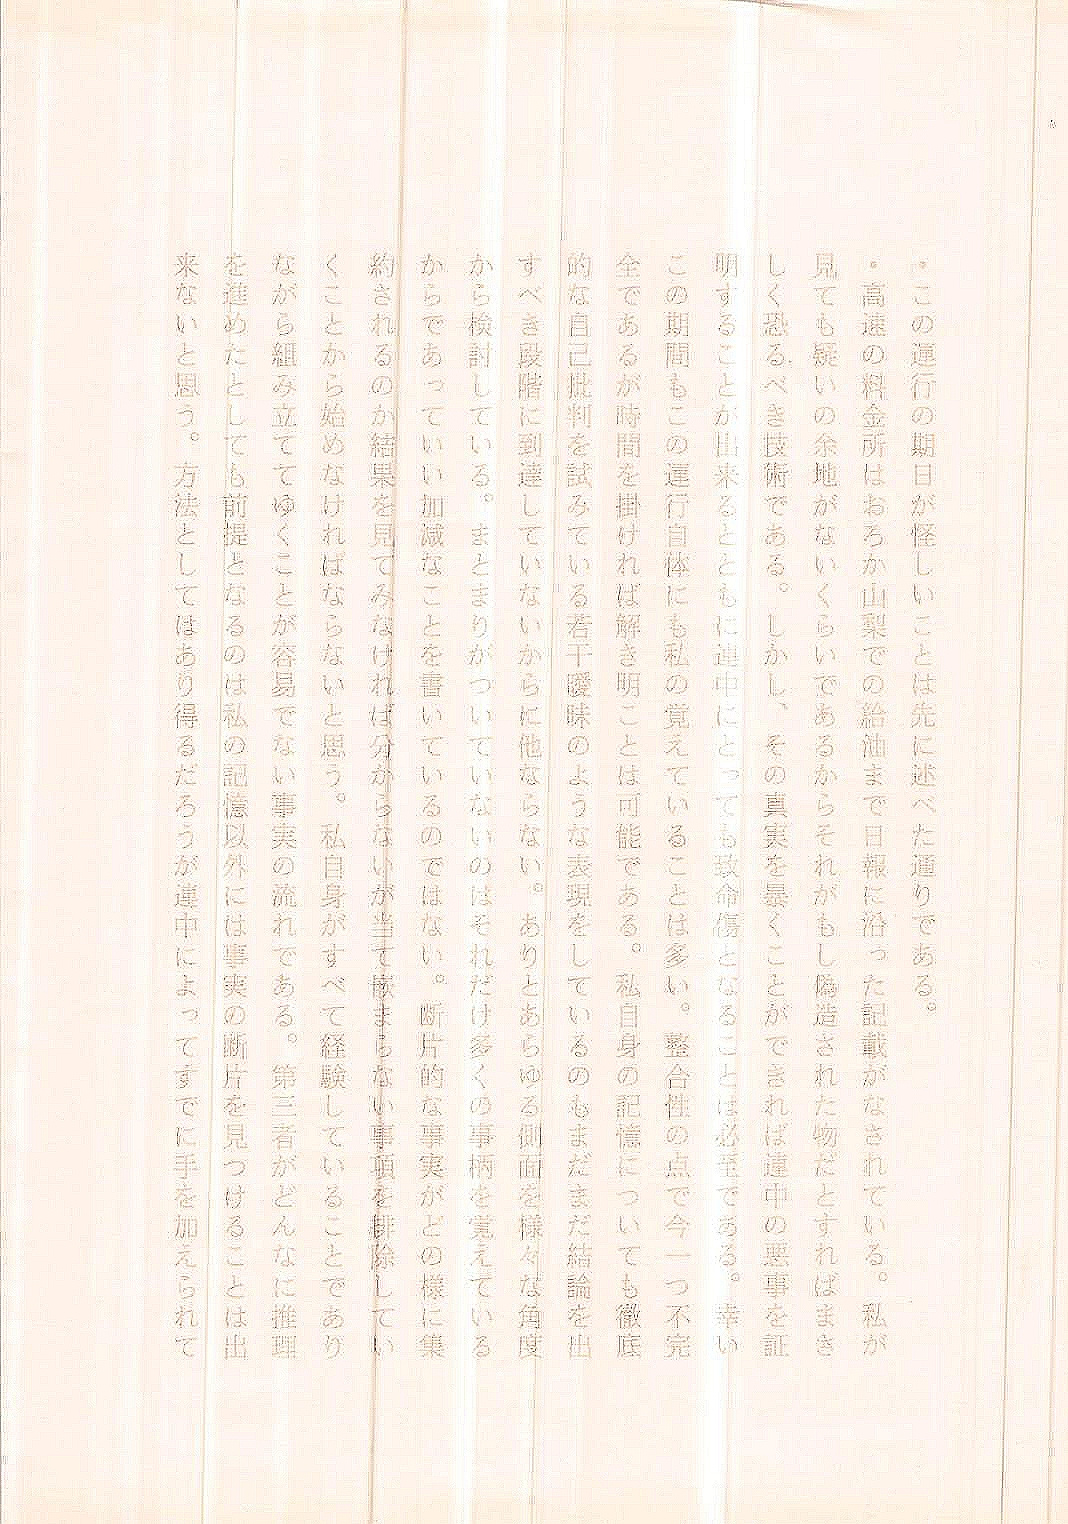 ・この運行の期日が怪しいことは先に述べた通りである。
・高速の料金所はおろか山梨での給油まで日報に沿った記載がなされている。私が
見ても疑いの余地がないくらいであるからそれがもし偽造された物だとすればまさ
しく恐るべき技術である。しかし、その真実を暴くことができれば連中の悪事を証
明することが出来るとともに連中にとっても致命傷となることは必至である。幸い
この期間もこの運行自体にも私の覚えていることは多い。整合性の点で今一つ不完
全であるが時間を掛ければ解き明ことは可能である。私自身の記憶についても徹底
的な自己批判を試みている若干曖昧のような表現をしているのもまだまだ結論を出
すべき段階に到達していないからに他ならない。ありとあらゆる側面を様々な角度
から検討している。まとまりがついていないのはそれだけ多くの事柄を覚えている
からであっていい加減なことを書いているのではない。断片的な事実がどの様に集
約されるのか結果を見てみなければ分からないが当て嵌まらない事項を排除してい
くことから始めなければならないと思う。私自身がすべて経験していることであり
ながら組み立ててゆくことが容易でない事実の流れである。第三者がどんなに推理
を進めたとしても前提となるのは私の記憶以外には事実の断片を見つけることは出
来ないと思う。方法としてはあり得るだろうが連中によってすでに手を加えられて